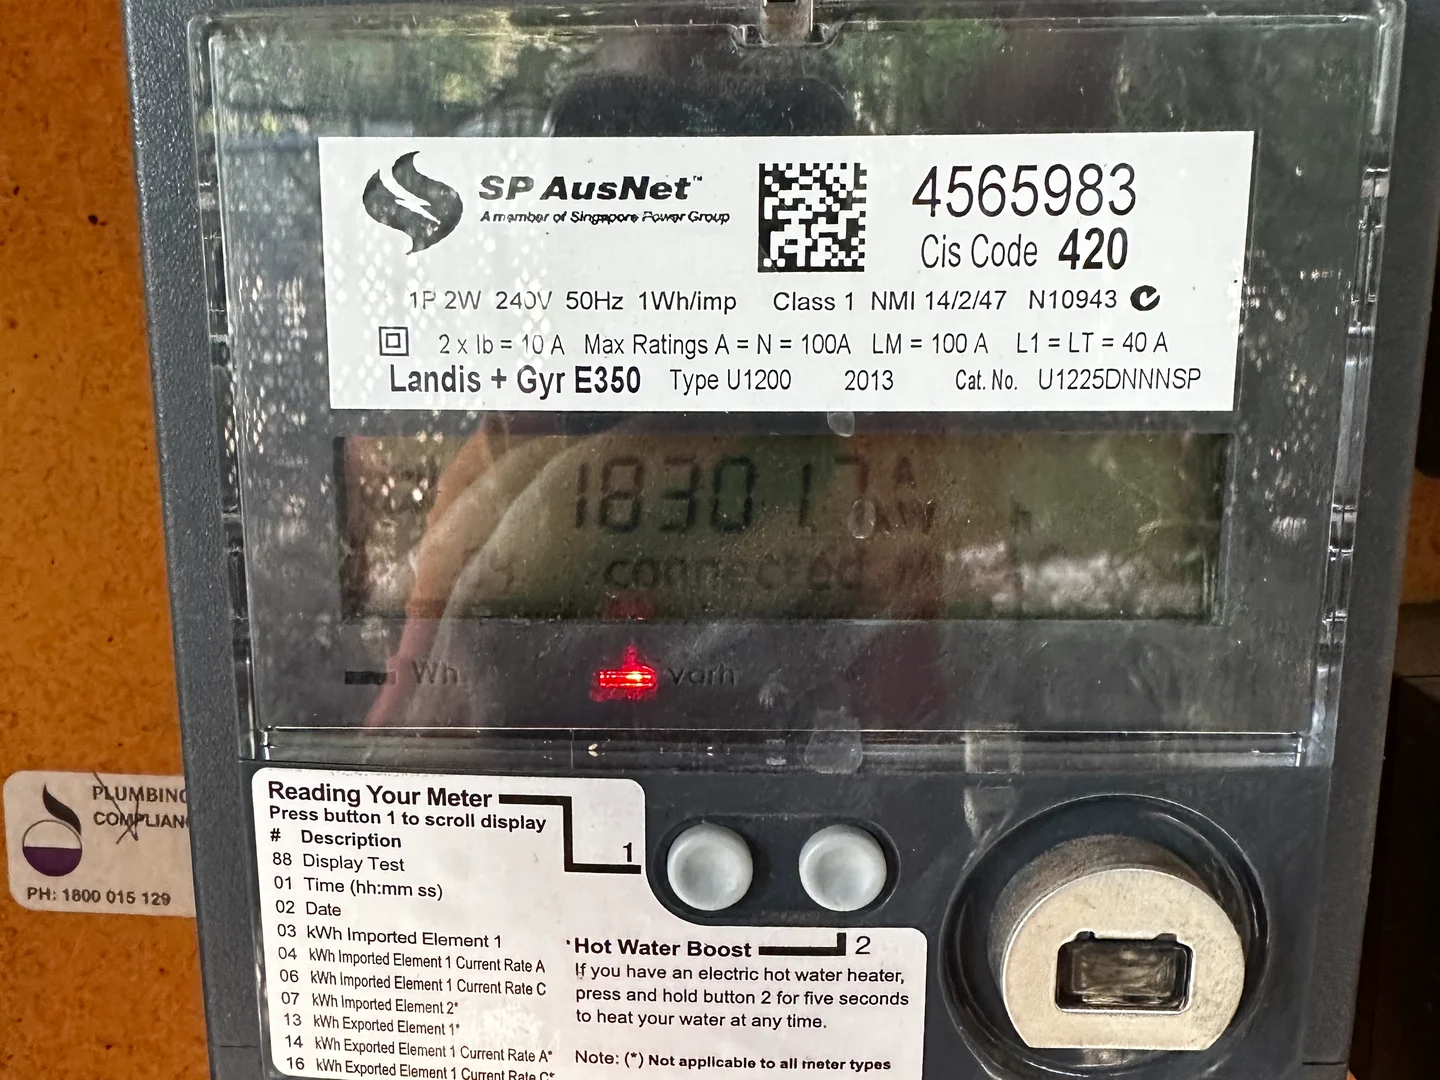 SP AusNet™
A member of Singapore Power Group
4565983
Cis Code 420
1P 2W 240V 50Hz 1Wh/imp Class 1 NMI 14/2/47 N10943
2 x Ib = 10 A Max Ratings A = N = 100A LM = 100 A L1 = LT = 40 A
Landis + Gyr E350 Type U1200 2013 Cat. No. U1225DNNNSP
183017
connected
Wh varh
PLUMBING
PH: 1800 015 129
Reading Your Meter
Press button 1 to scroll display
# Description
88 Display Test
01 Time (hh:mm ss)
02 Date
03 kWh Imported Element 1
04 kWh Imported Element 1 Current Rate A
06 kWh Imported Element 1 Current Rate C
07 kWh Imported Element 2*
13 kWh Exported Element 1*
14 kWh Exported Element 1 Current Rate A*
16 kWh Exported Element 1 Current Rate C*
1
2
*Hot Water Boost
If you have an electric hot water heater,
press and hold button 2 for five seconds
to heat your water at any time.
Note: (*) Not applicable to all meter types